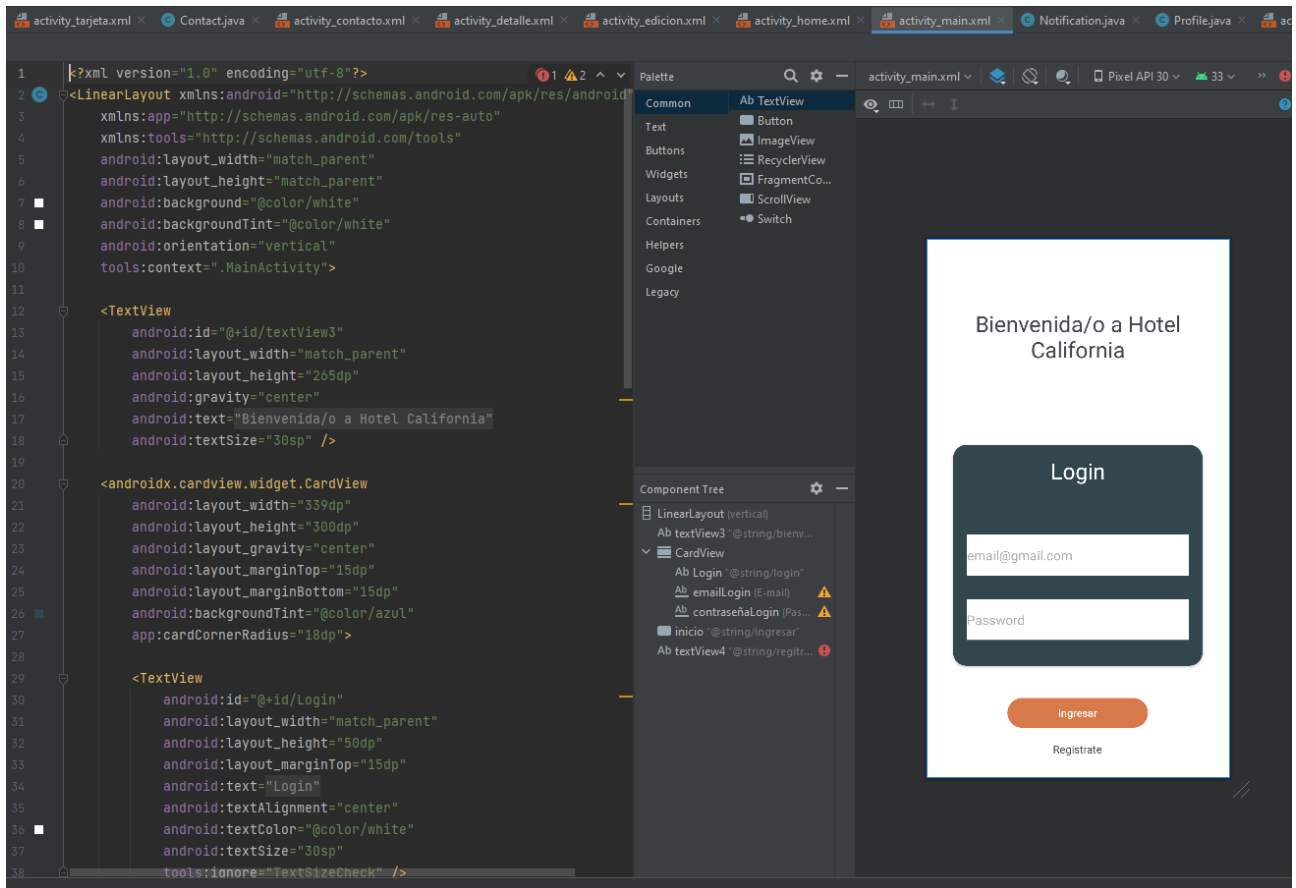 activity_tarjeta.xml
Contact.java
activity_contacto.xml
activity_detalle.xml
activity_edicion.xml
activity_home.xml
activity_main.xml
Notification.java
Profile.java
ac
1 <?xml version="1.0" encoding="utf-8"?>
1 2
2 <LinearLayout xmlns:android="http://schemas.android.com/apk/res/android"
3 xmlns:app="http://schemas.android.com/apk/res-auto"
4 xmlns:tools="http://schemas.android.com/tools"
5 android:layout_width="match_parent"
6 android:layout_height="match_parent"
7 android:background="@color/white"
8 android:backgroundTint="@color/white"
9 android:orientation="vertical"
10 tools:context=".MainActivity">
11
12 <TextView
13 android:id="@+id/textView3"
14 android:layout_width="match_parent"
15 android:layout_height="265dp"
16 android:gravity="center"
17 android:text="Bienvenida/o a Hotel California"
18 android:textSize="30sp" />
19
20 <androidx.cardview.widget.CardView
21 android:layout_width="339dp"
22 android:layout_height="300dp"
23 android:layout_gravity="center"
24 android:layout_marginTop="15dp"
25 android:layout_marginBottom="15dp"
26 android:backgroundTint="@color/azul"
27 app:cardCornerRadius="18dp">
28
29 <TextView
30 android:id="@+id/Login"
31 android:layout_width="match_parent"
32 android:layout_height="50dp"
33 android:layout_marginTop="15dp"
34 android:text="Login"
35 android:textAlignment="center"
36 android:textColor="@color/white"
37 android:textSize="30sp"
38 tools:ignore="TextSizeCheck" />
Palette
Common
Text
Buttons
Widgets
Layouts
Containers
Helpers
Google
Legacy
Ab TextView
Button
ImageView
RecyclerView
FragmentCo...
ScrollView
Switch
Component Tree
LinearLayout (vertical)
Ab textView3 "@string/bienv...
CardView
Ab Login "@string/login"
Ab emailLogin (E-mail)
Ab contraseñaLogin (Pas...
inicio "@string/ingresar"
Ab textView4 "@string/regitr...
activity_main.xml
Pixel API 30
33
Bienvenida/o a Hotel
California
Login
email@gmail.com
Password
Ingresar
Registrate